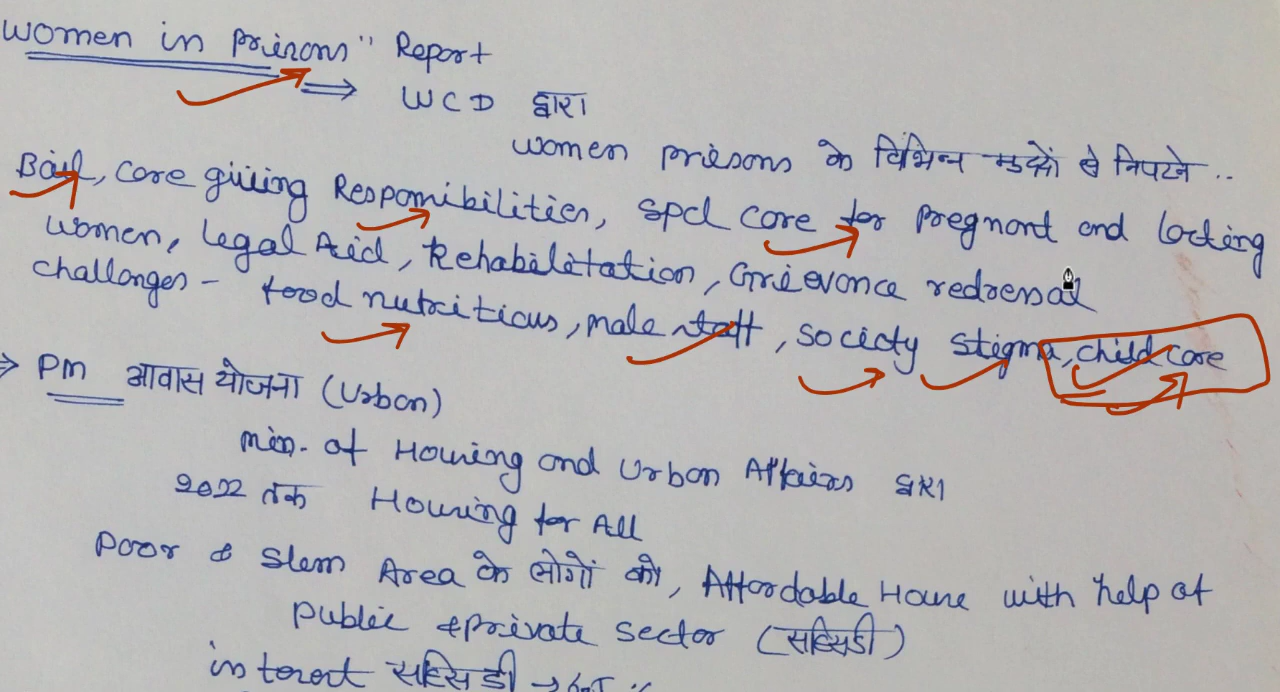 Women in Prisons" Report
⇒ WCD द्वारा
women prisons के विभिन्न मुद्दों से निपटने ..
Bail, Care giving Responsibilities, Spcl care for pregnant and lacting
women, Legal Aid, Rehabilitation, Grievance redressal
Challanges - food nutritious, male staff, society stigma, child care
⇒ PM आवास योजना (Urban)
Min. of Housing and Urban Affairs द्वारा
2022 तक Housing for All
Poor & Slem Area के लोगों को, Affordable House with help of
Public & private sector (सब्सिडी)
interest सब्सिडी →